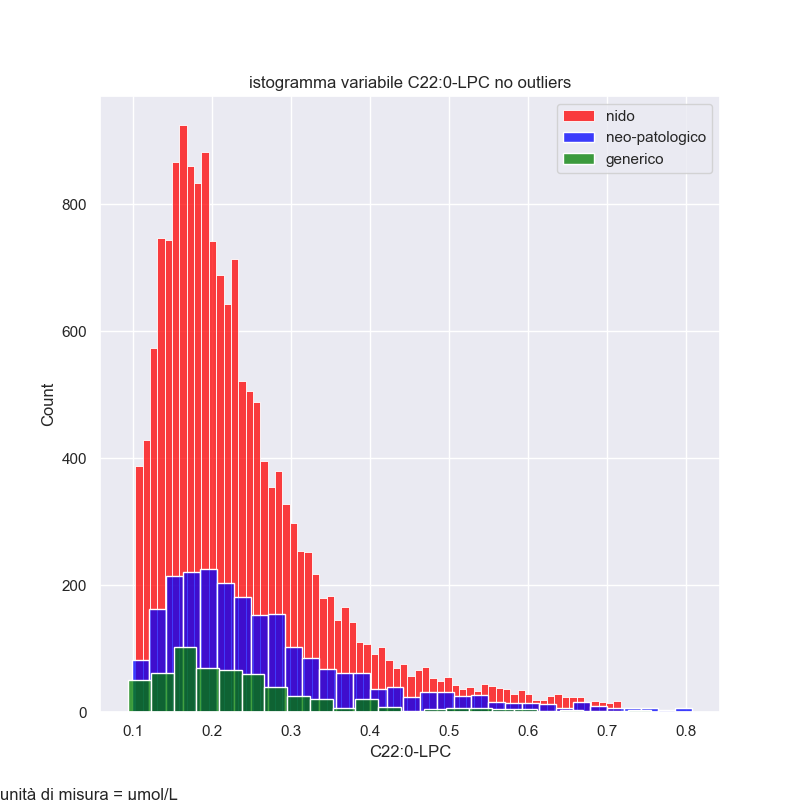 istogramma variabile C22:0-LPC no outliers
nido
neo-patologico
generico
800
600
400
200
0
Count
0.1 0.2 0.3 0.4 0.5 0.6 0.7 0.8
C22:0-LPC
unità di misura = µmol/L